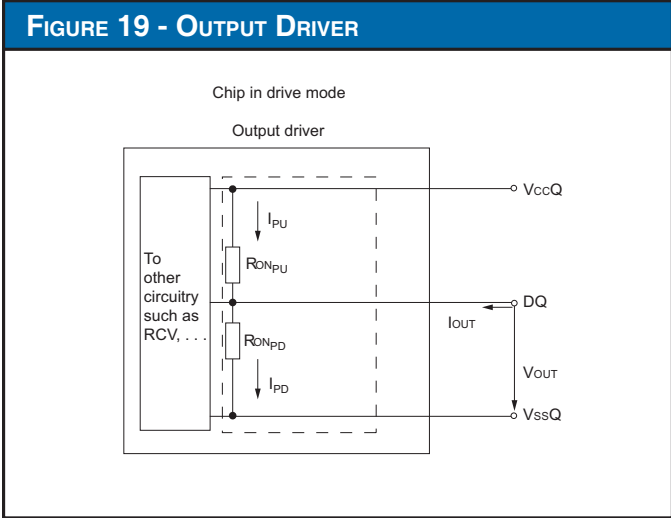 FIGURE 19 - OUTPUT DRIVER
Chip in drive mode
Output driver
VccQ
IPU
RONPU
To
other
circuitry
such as
RCV, . . .
DQ
IOUT
RONPD
VOUT
IPD
VssQ